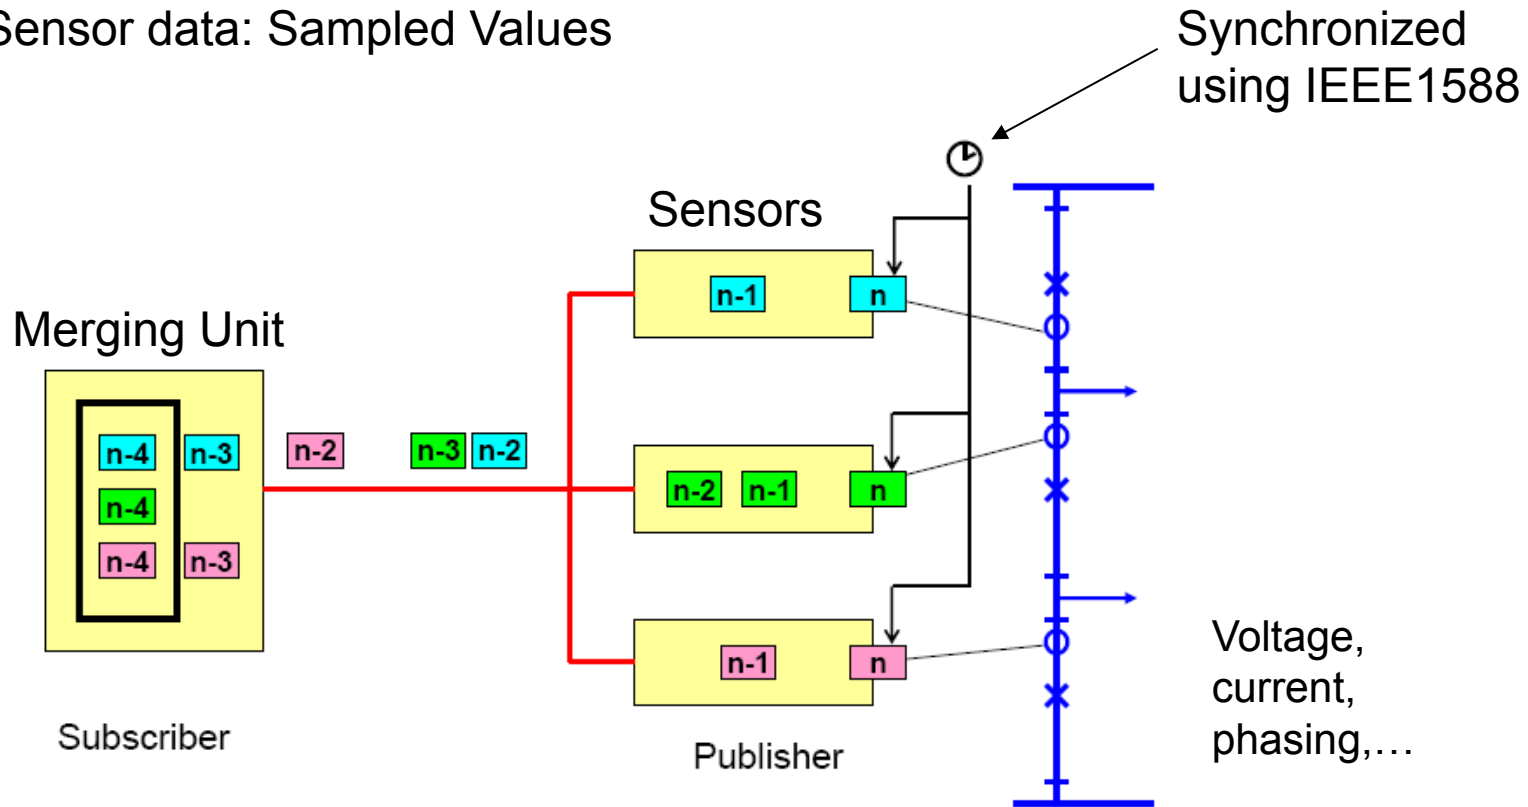 Sensor data: Sampled Values
Synchronized
using IEEE1588
Sensors
n-1
n
Merging Unit
n-4
n-3
n-2
n-3
n-2
n-4
n-4
n-3
n-2
n-1
n
n-1
n
Voltage,
current,
phasing,…
Subscriber
Publisher